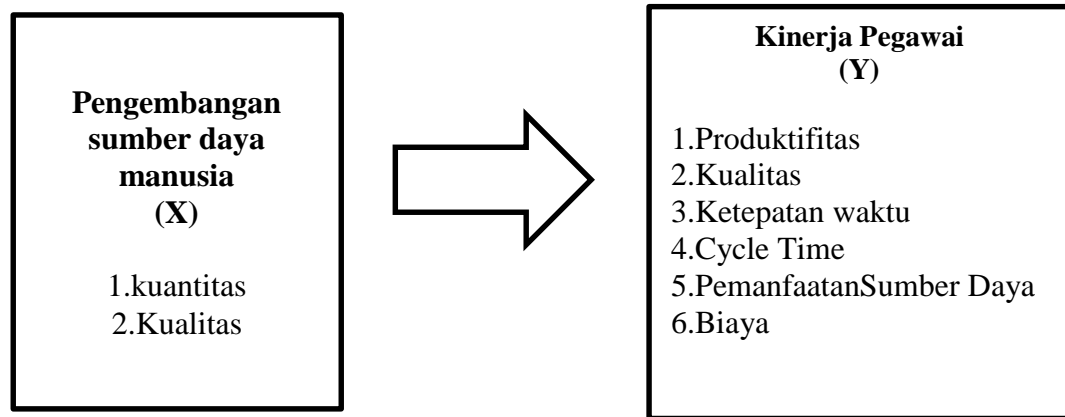 Pengembangan
sumber daya
manusia
(X)
1.kuantitas
2.Kualitas
Kinerja Pegawai
(Y)
1.Produktifitas
2.Kualitas
3.Ketepatan waktu
4.Cycle Time
5.PemanfaatanSumber Daya
6.Biaya